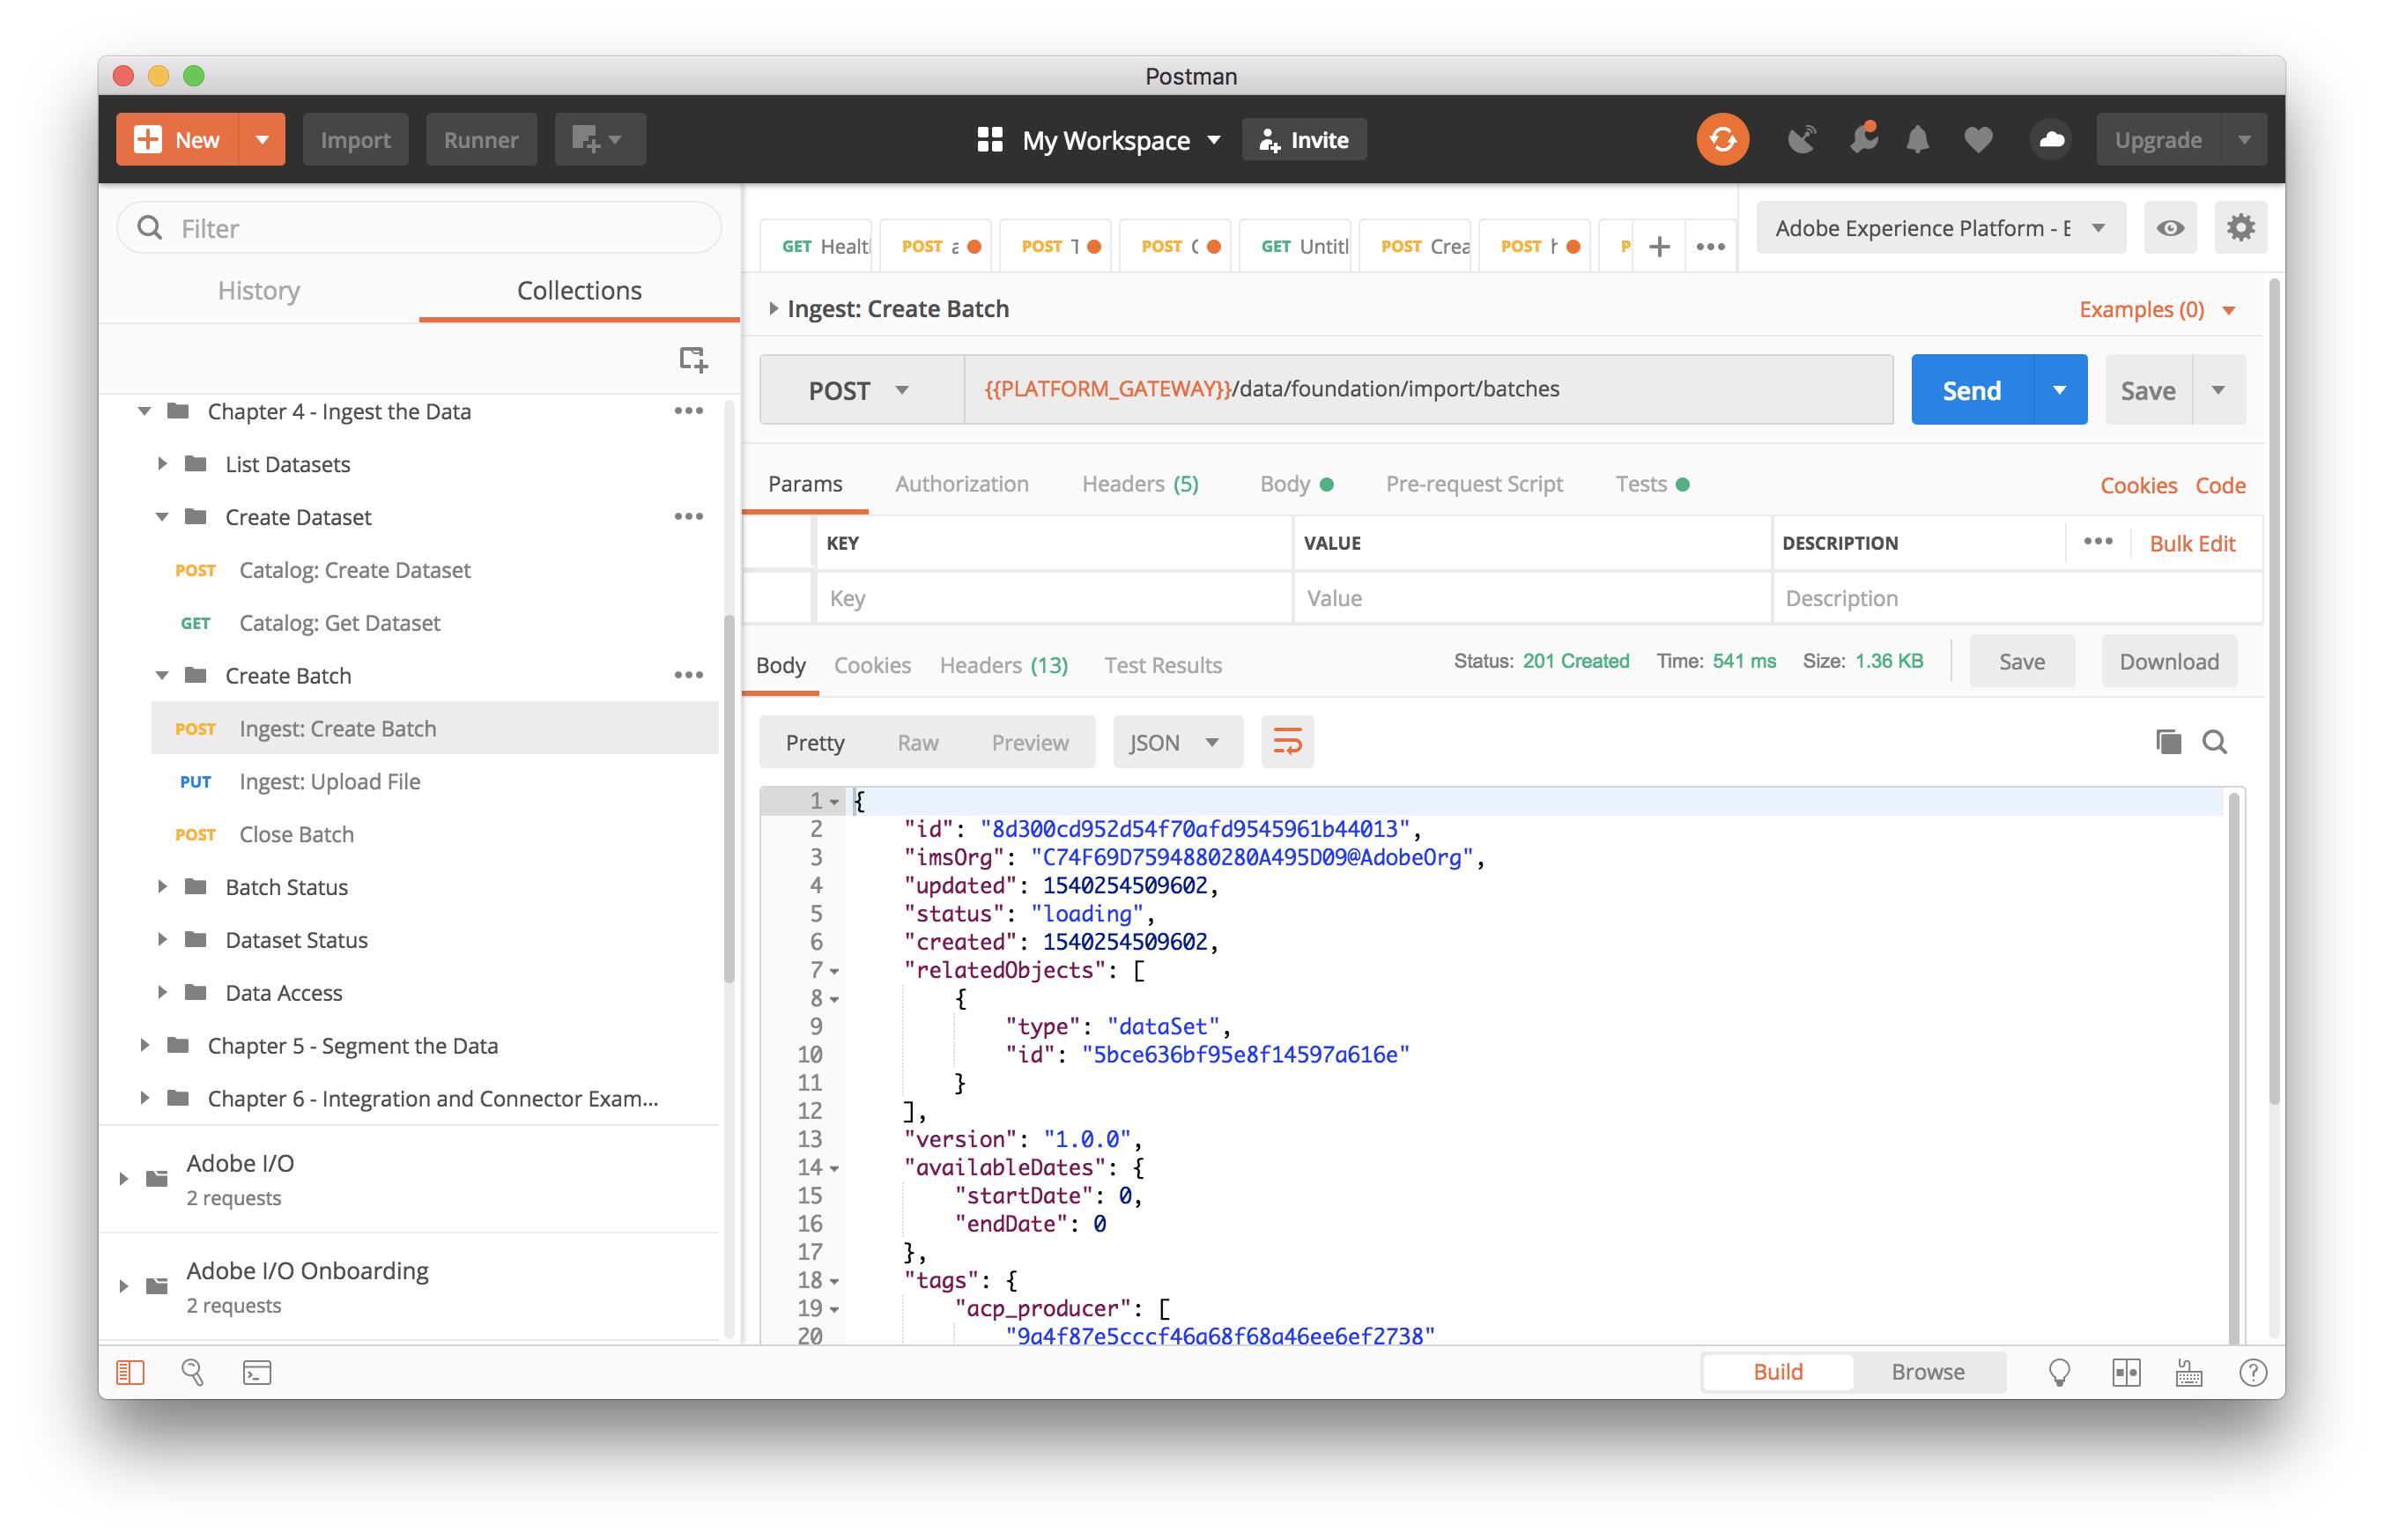 Postman
New
Import
Runner
My Workspace
Invite
Upgrade
Filter
History
Collections
Chapter 4 - Ingest the Data
List Datasets
Create Dataset
POST Catalog: Create Dataset
GET Catalog: Get Dataset
Create Batch
POST Ingest: Create Batch
PUT Ingest: Upload File
POST Close Batch
Batch Status
Dataset Status
Data Access
Chapter 5 - Segment the Data
Chapter 6 - Integration and Connector Exam...
Adobe I/O
2 requests
Adobe I/O Onboarding
2 requests
GET Healt POST a POST T POST GET Untitl POST Crea POST h P
Adobe Experience Platform - E
Ingest: Create Batch
Examples (0)
POST
{{PLATFORM_GATEWAY}}/data/foundation/import/batches
Send
Save
Params Authorization Headers (5) Body Pre-request Script Tests Cookies Code
KEY VALUE DESCRIPTION Bulk Edit
Key Value Description
Body Cookies Headers (13) Test Results Status: 201 Created Time: 541 ms Size: 1.36 KB Save Download
Pretty Raw Preview JSON
1 {
2 "id": "8d300cd952d54f70afd9545961b44013",
3 "imsOrg": "C74F69D7594880280A495D09@AdobeOrg",
4 "updated": 1540254509602,
5 "status": "loading",
6 "created": 1540254509602,
7 "relatedObjects": [
8 {
9 "type": "dataSet",
10 "id": "5bce636bf95e8f14597a616e"
11 }
12 ],
13 "version": "1.0.0",
14 "availableDates": {
15 "startDate": 0,
16 "endDate": 0
17 },
18 "tags": {
19 "acp_producer": [
20 "9a4f87e5cccf46a68f68a46ee6ef2738"
Build Browse